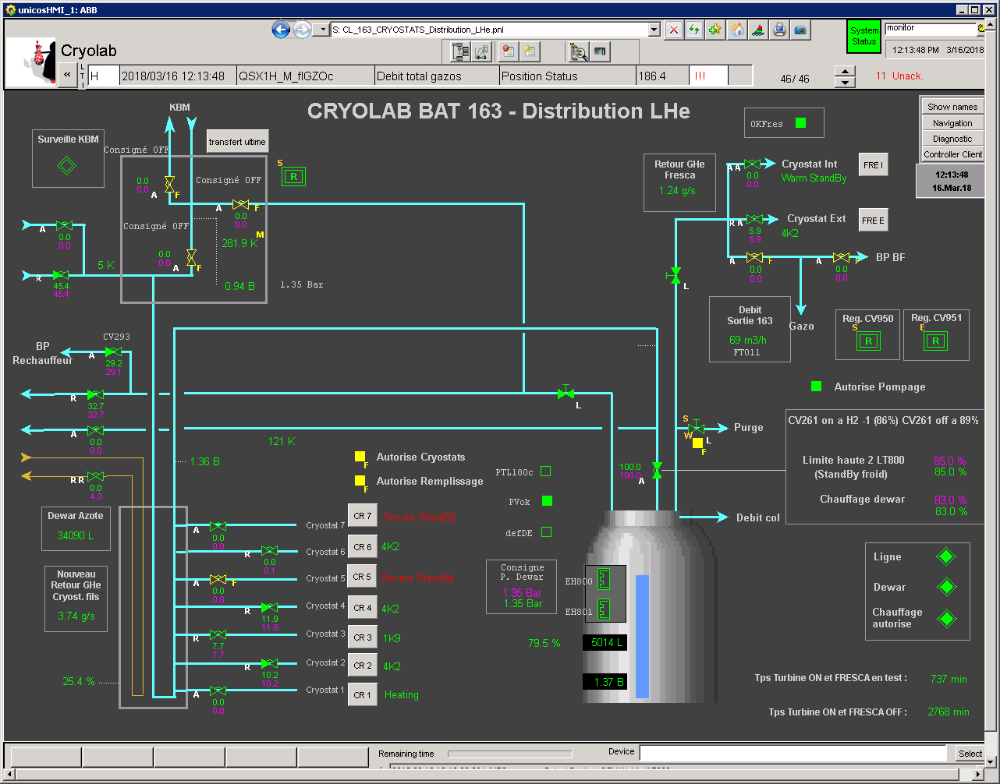 unicosHMI_1: ABB
S: CL_163_CRYOSTATS_Distribution_LHe.pnl
System Status
monitor
Cryolab
12:13:48 PM 3/16/2018
«
L
T
I
H 2018/03/16 12:13:48 QSX1H_M_flGZOc Debit total gazos Position Status 186.4 !!!
46/ 46
11 Unack.
CRYOLAB BAT 163 - Distribution LHe
Show names
Navigation
Diagnostic
Controller Client
12:13:48
16.Mar.18
KBM
Surveille KBM
Consigné OFF
transfert ultime
0.0
0.0
A
F
Consigné OFF
S
R
A
F
0.0
0.0
Consigné OFF
M
281.9 K
0.0
0.0
A
F
0.94 B
1.35 Bar
A
0.0
0.0
5 K
R
45.4
45.4
OKFres
Retour GHe
Fresca
1.24 g/s
A A
0.0
0.0
Cryostat Int
Warm StandBy
FRE I
R A
5.9
5.9
Cryostat Ext
4K2
FRE E
A
F
0.0
0.0
A
F
0.0
0.0
BP BF
L
Debit
Sortie 163
69 m3/h
FT011
Gazo
Reg. CV950
S
R
Reg. CV951
E
R
Autorise Pompage
BP
Rechauffeur
CV293
A
29.2
29.1
R
32.7
32.7
A
0.0
0.0
R R
0.0
4.3
L
121 K
1.36 B
S
W
L
F
Purge
CV261 on a H2 -1 (86%) CV261 off a 89%
Limite haute 2 LT800
(StandBy froid)
85.0 %
85.0 %
Chauffage dewar
83.0 %
83.0 %
Autorise Cryostats
F
Autorise Remplissage
F
PTL180c
PVok
defDE
100.0
100.0
A
Debit col
Dewar Azote
34090 L
Nouveau
Retour GHe
Cryost. fils
3.74 g/s
25.4 %
A
0.0
0.0
Cryostat 7
CR 7
Secure StandBy
R
0.0
0.1
Cryostat 6
CR 6
4K2
A
F
0.0
0.0
Cryostat 5
CR 5
Secure StandBy
R
11.9
11.9
Cryostat 4
CR 4
4K2
R
7.7
7.7
Cryostat 3
CR 3
1K9
R
10.2
10.2
Cryostat 2
CR 2
4K2
A
0.0
0.0
Cryostat 1
CR 1
Heating
Consigne
P. Dewar
1.35 Bar
1.35 Bar
EH800
EH801
79.5 %
5014 L
1.37 B
Ligne
Dewar
Chauffage
autorise
Tps Turbine ON et FRESCA en test : 737 min
Tps Turbine ON et FRESCA OFF : 2768 min
Remaining time
Device
Select